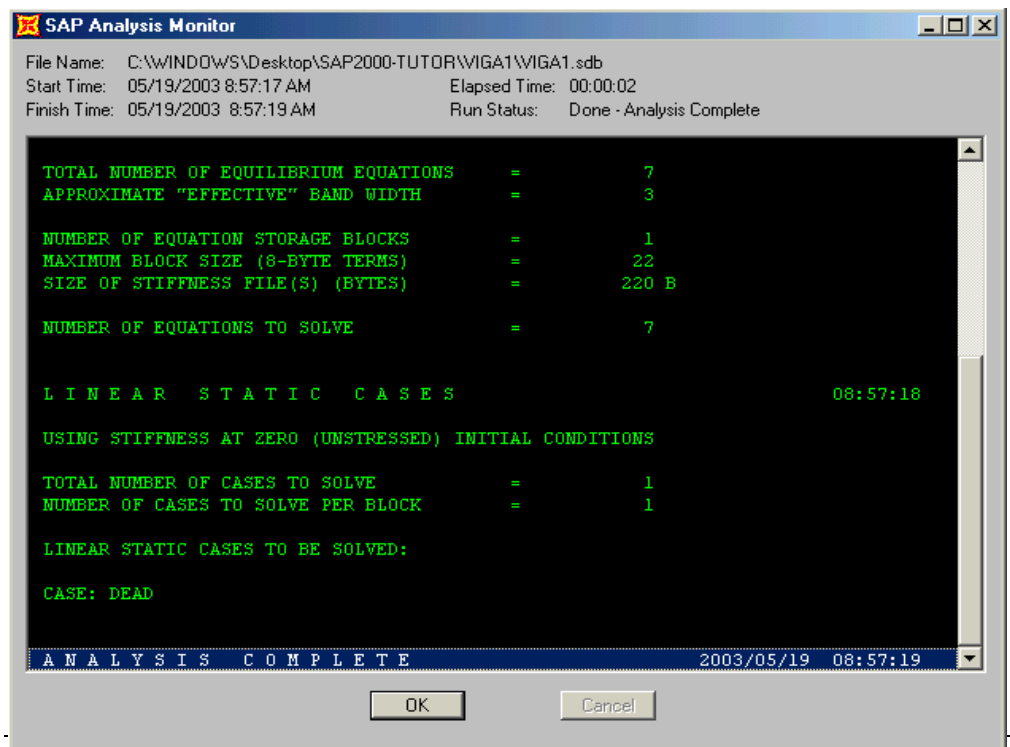 SAP Analysis Monitor
File Name: C:\WINDOWS\Desktop\SAP2000-TUTOR\VIGA1\VIGA1.sdb
Start Time: 05/19/2003 8:57:17 AM Elapsed Time: 00:00:02
Finish Time: 05/19/2003 8:57:19 AM Run Status: Done - Analysis Complete
TOTAL NUMBER OF EQUILIBRIUM EQUATIONS = 7
APPROXIMATE "EFFECTIVE" BAND WIDTH = 3
NUMBER OF EQUATION STORAGE BLOCKS = 1
MAXIMUM BLOCK SIZE (8-BYTE TERMS) = 22
SIZE OF STIFFNESS FILE(S) (BYTES) = 220 B
NUMBER OF EQUATIONS TO SOLVE = 7
L I N E A R   S T A T I C   C A S E S 08:57:18
USING STIFFNESS AT ZERO (UNSTRESSED) INITIAL CONDITIONS
TOTAL NUMBER OF CASES TO SOLVE = 1
NUMBER OF CASES TO SOLVE PER BLOCK = 1
LINEAR STATIC CASES TO BE SOLVED:
CASE: DEAD
A N A L Y S I S   C O M P L E T E 2003/05/19 08:57:19
OK Cancel